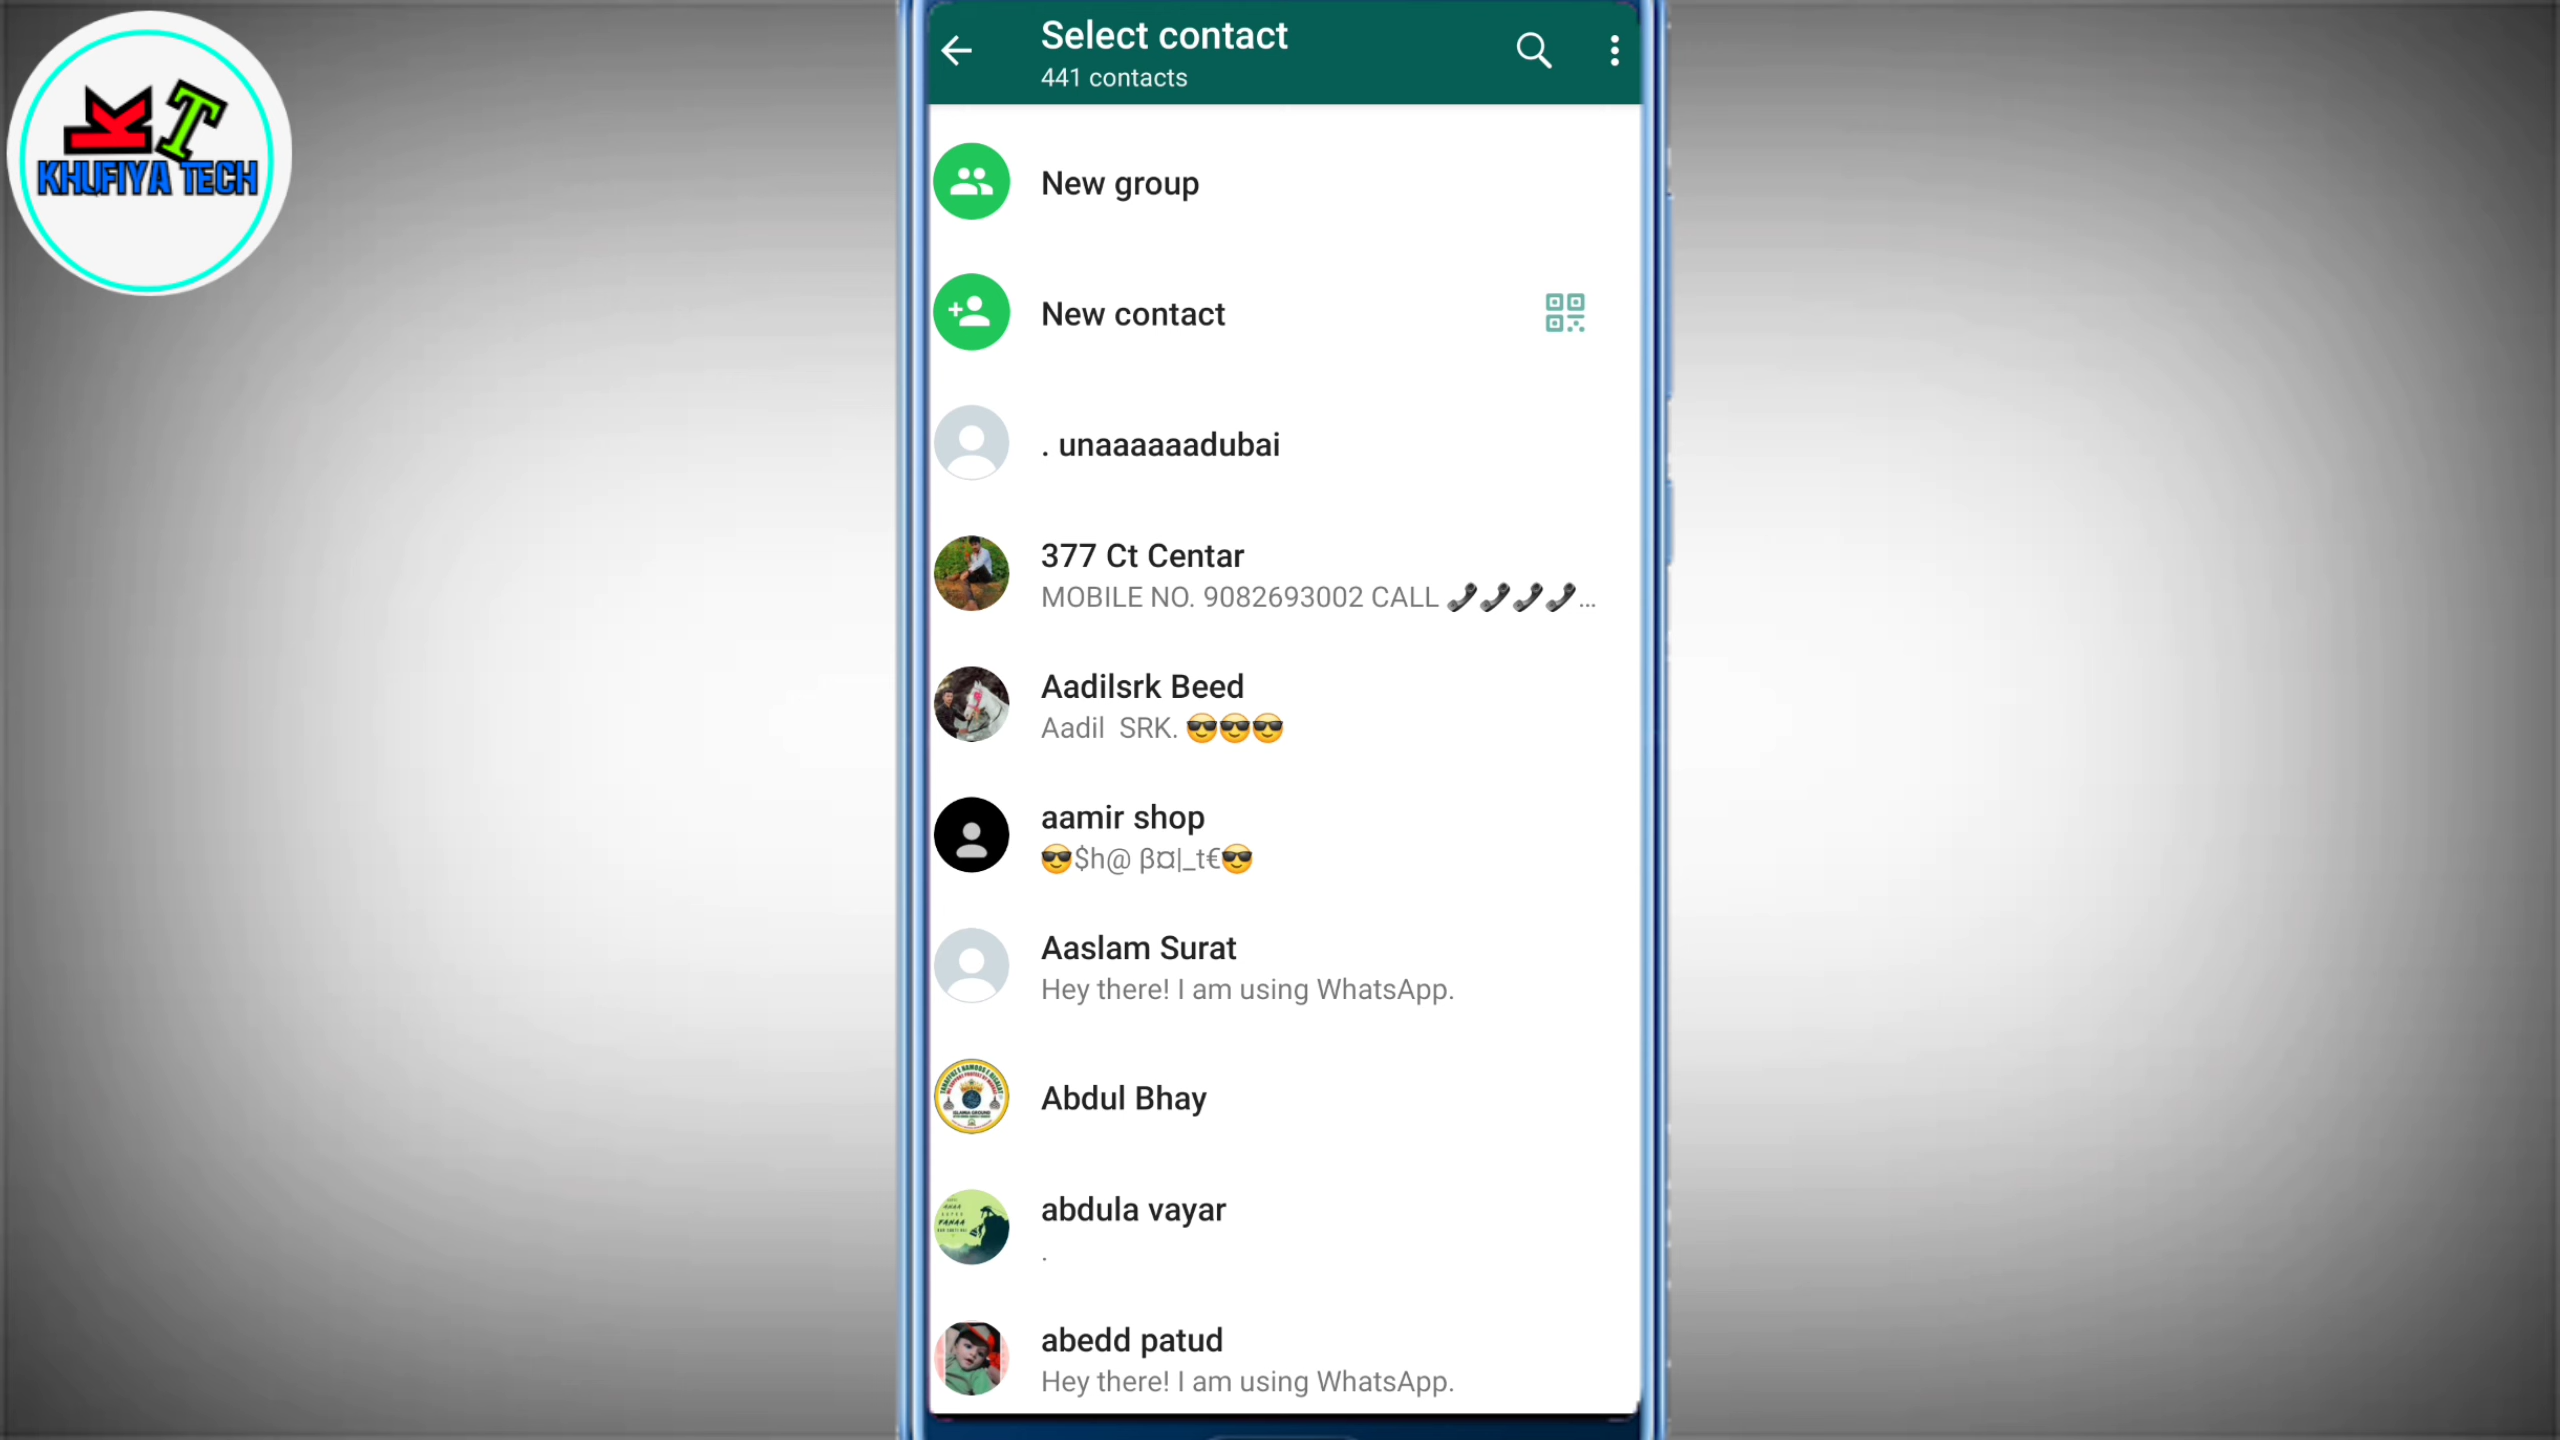 KT
KHUFIYA TECH
Select contact
441 contacts
New group
New contact
. unaaaaaadubai
377 Ct Centar
MOBILE NO. 9082693002 CALL 📞📞📞📞...
Aadilsrk Beed
Aadil  SRK. 😎😎😎
aamir shop
😎$h@ β¤|_t€😎
Aaslam Surat
Hey there! I am using WhatsApp.
Abdul Bhay
abdula vayar
.
abedd patud
Hey there! I am using WhatsApp.